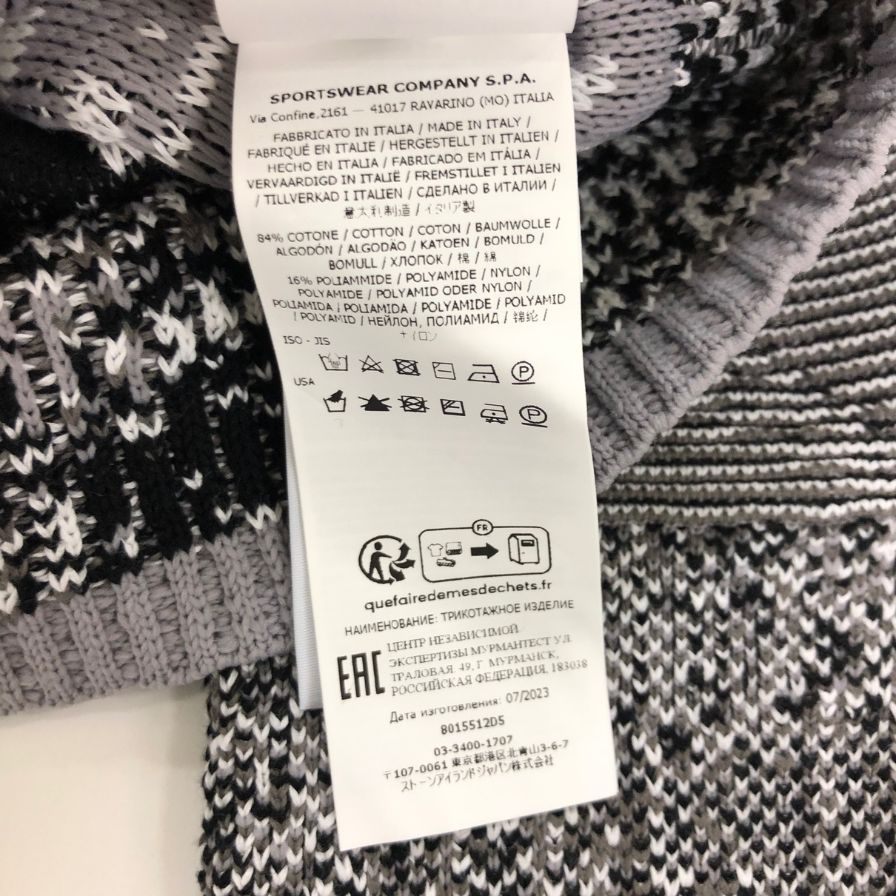 SPORTSWEAR COMPANY S.P.A.
Via Confine,2161 — 41017 RAVARINO (MO) ITALIA
FABBRICATO IN ITALIA / MADE IN ITALY /
FABRIQUÉ EN ITALIE / HERGESTELLT IN ITALIEN /
HECHO EN ITALIA / FABRICADO EM ITÁLIA /
VERVAARDIGD IN ITALIË / FREMSTILLET I ITALIEN
/ TILLVERKAD I ITALIEN / СДЕЛАНО В ИТАЛИИ /
意大利制造 / イタリア製
84% COTONE / COTTON / COTON / BAUMWOLLE /
ALGODÓN / ALGODÃO / KATOEN / BOMULD /
BOMULL / ХЛОПОК / 棉 / 綿
16% POLIAMMIDE / POLYAMIDE / NYLON /
POLYAMIDE / POLYAMID ODER NYLON /
POLIAMIDA / POLIAMIDA / POLYAMIDE / POLYAMID
/ POLYAMID / НЕЙЛОН, ПОЛИАМИД / 锦纶 /
ナイロン
ISO - JIS
P
USA
P
FR
quefairedemesdechets.fr
НАИМЕНОВАНИЕ: ТРИКОТАЖНОЕ ИЗДЕЛИЕ
EAC
ЦЕНТР НЕЗАВИСИМОЙ
ЭКСПЕРТИЗЫ МУРМАНТЕСТ УЛ.
ТРАЛОВАЯ. 49, Г. МУРМАНСК,
РОССИЙСКАЯ ФЕДЕРАЦИЯ, 183038
Дата изготовления: 07/2023
8015512D5
03-3400-1707
〒107-0061 東京都港区北青山3-6-7
ストーンアイランドジャパン株式会社